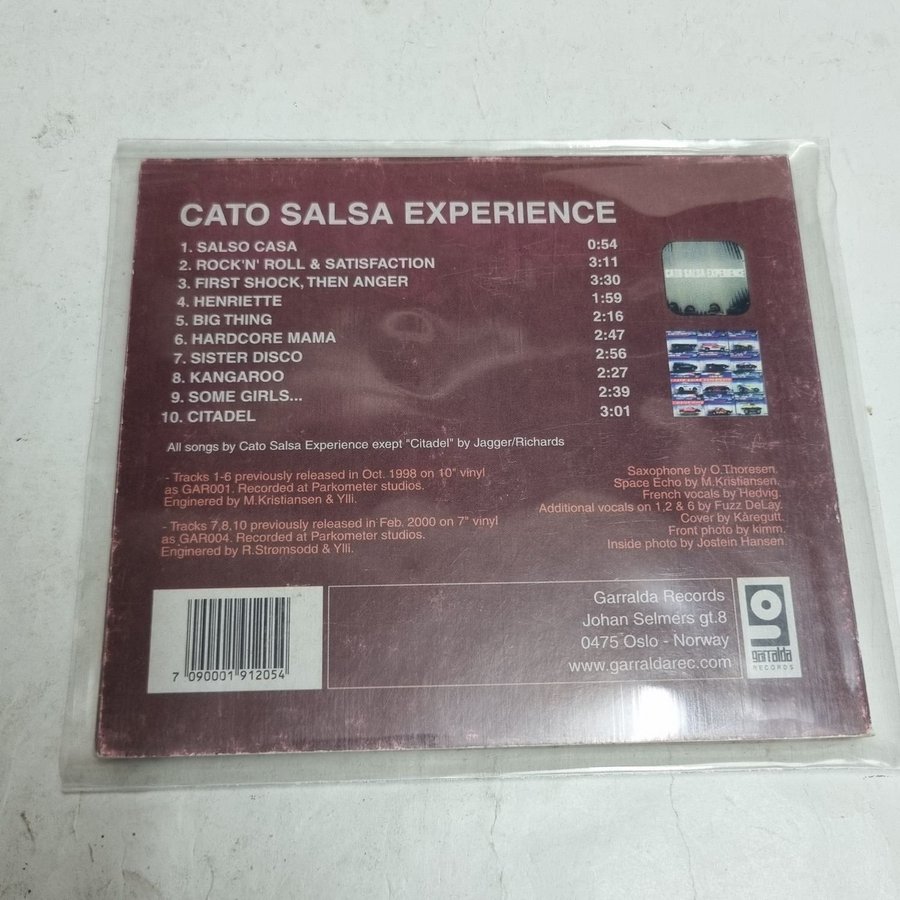 CATO SALSA EXPERIENCE
1. SALSO CASA 0:54
2. ROCK'N' ROLL & SATISFACTION 3:11
3. FIRST SHOCK, THEN ANGER 3:30
4. HENRIETTE 1:59
5. BIG THING 2:16
6. HARDCORE MAMA 2:47
7. SISTER DISCO 2:56
8. KANGAROO 2:27
9. SOME GIRLS... 2:39
10. CITADEL 3:01
CATO SALSA EXPERIENCE
All songs by Cato Salsa Experience exept "Citadel" by Jagger/Richards
- Tracks 1-6 previously released in Oct. 1998 on 10" vinyl
as GAR001. Recorded at Parkometer studios.
Enginered by M.Kristiansen & Ylli.
- Tracks 7,8,10 previously released in Feb. 2000 on 7" vinyl
as GAR004. Recorded at Parkometer studios.
Enginered by R.Strømsodd & Ylli.
Saxophone by O.Thoresen.
Space Echo by M.Kristiansen.
French vocals by Hedvig.
Additional vocals on 1,2 & 6 by Fuzz DeLay.
Cover by Kåregutt.
Front photo by kimm.
Inside photo by Jostein Hansen.
7 090001 912054
Garralda Records
Johan Selmers gt.8
0475 Oslo - Norway
www.garraldarec.com
garralda
RECORDS